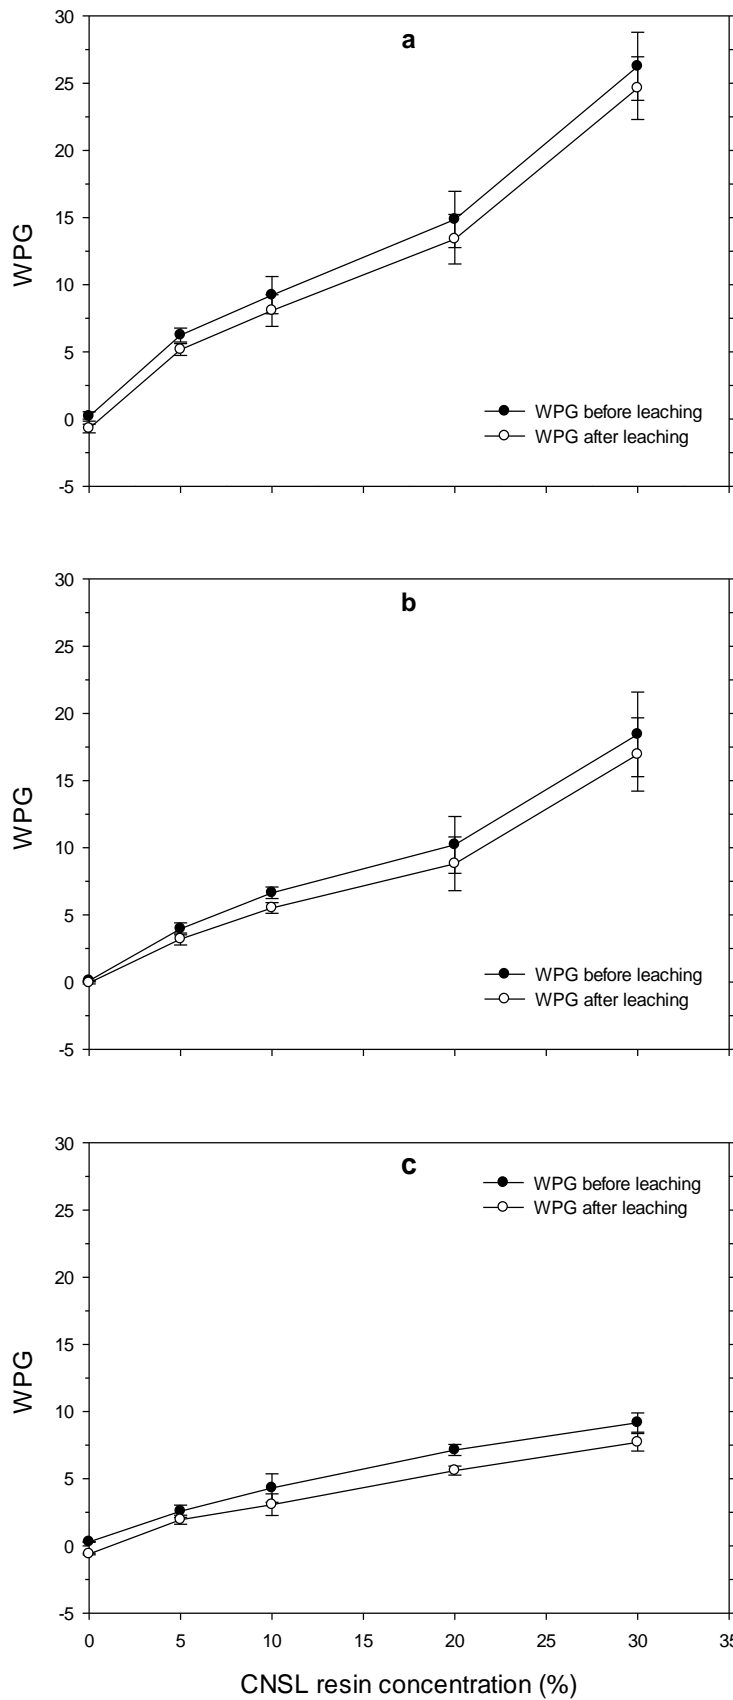 30
a
25
20
WPG
15
10
5
0
WPG before leaching
WPG after leaching
-5
30
b
25
20
WPG
15
10
5
0
WPG before leaching
WPG after leaching
-5
30
c
WPG before leaching
WPG after leaching
25
20
15
WPG
10
5
0
-5
0 5 10 15 20 25 30 35
CNSL resin concentration (%)